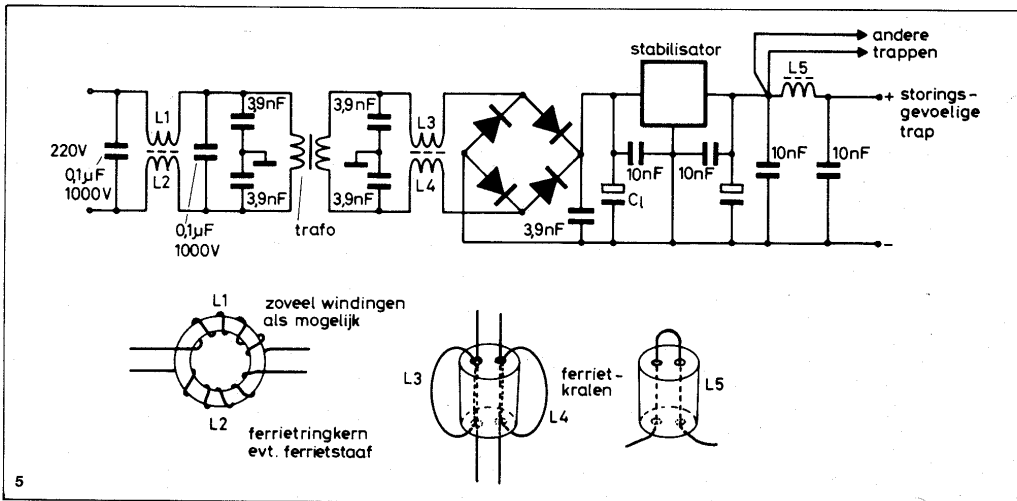 andere
trappen
stabilisator
L5
+ storings-
gevoelige
trap
3,9nF
3,9nF
L1
L3
220V
0,1µF
1000V
L2
L4
10nF
10nF
10nF
10nF
3,9nF
3,9nF
trafo
Cl
3,9nF
0,1µF
1000V
-
L1
zoveel windingen
als mogelijk
L3
ferriet-
kralen
L5
L4
L2
ferrietringkern
evt. ferrietstaaf
5